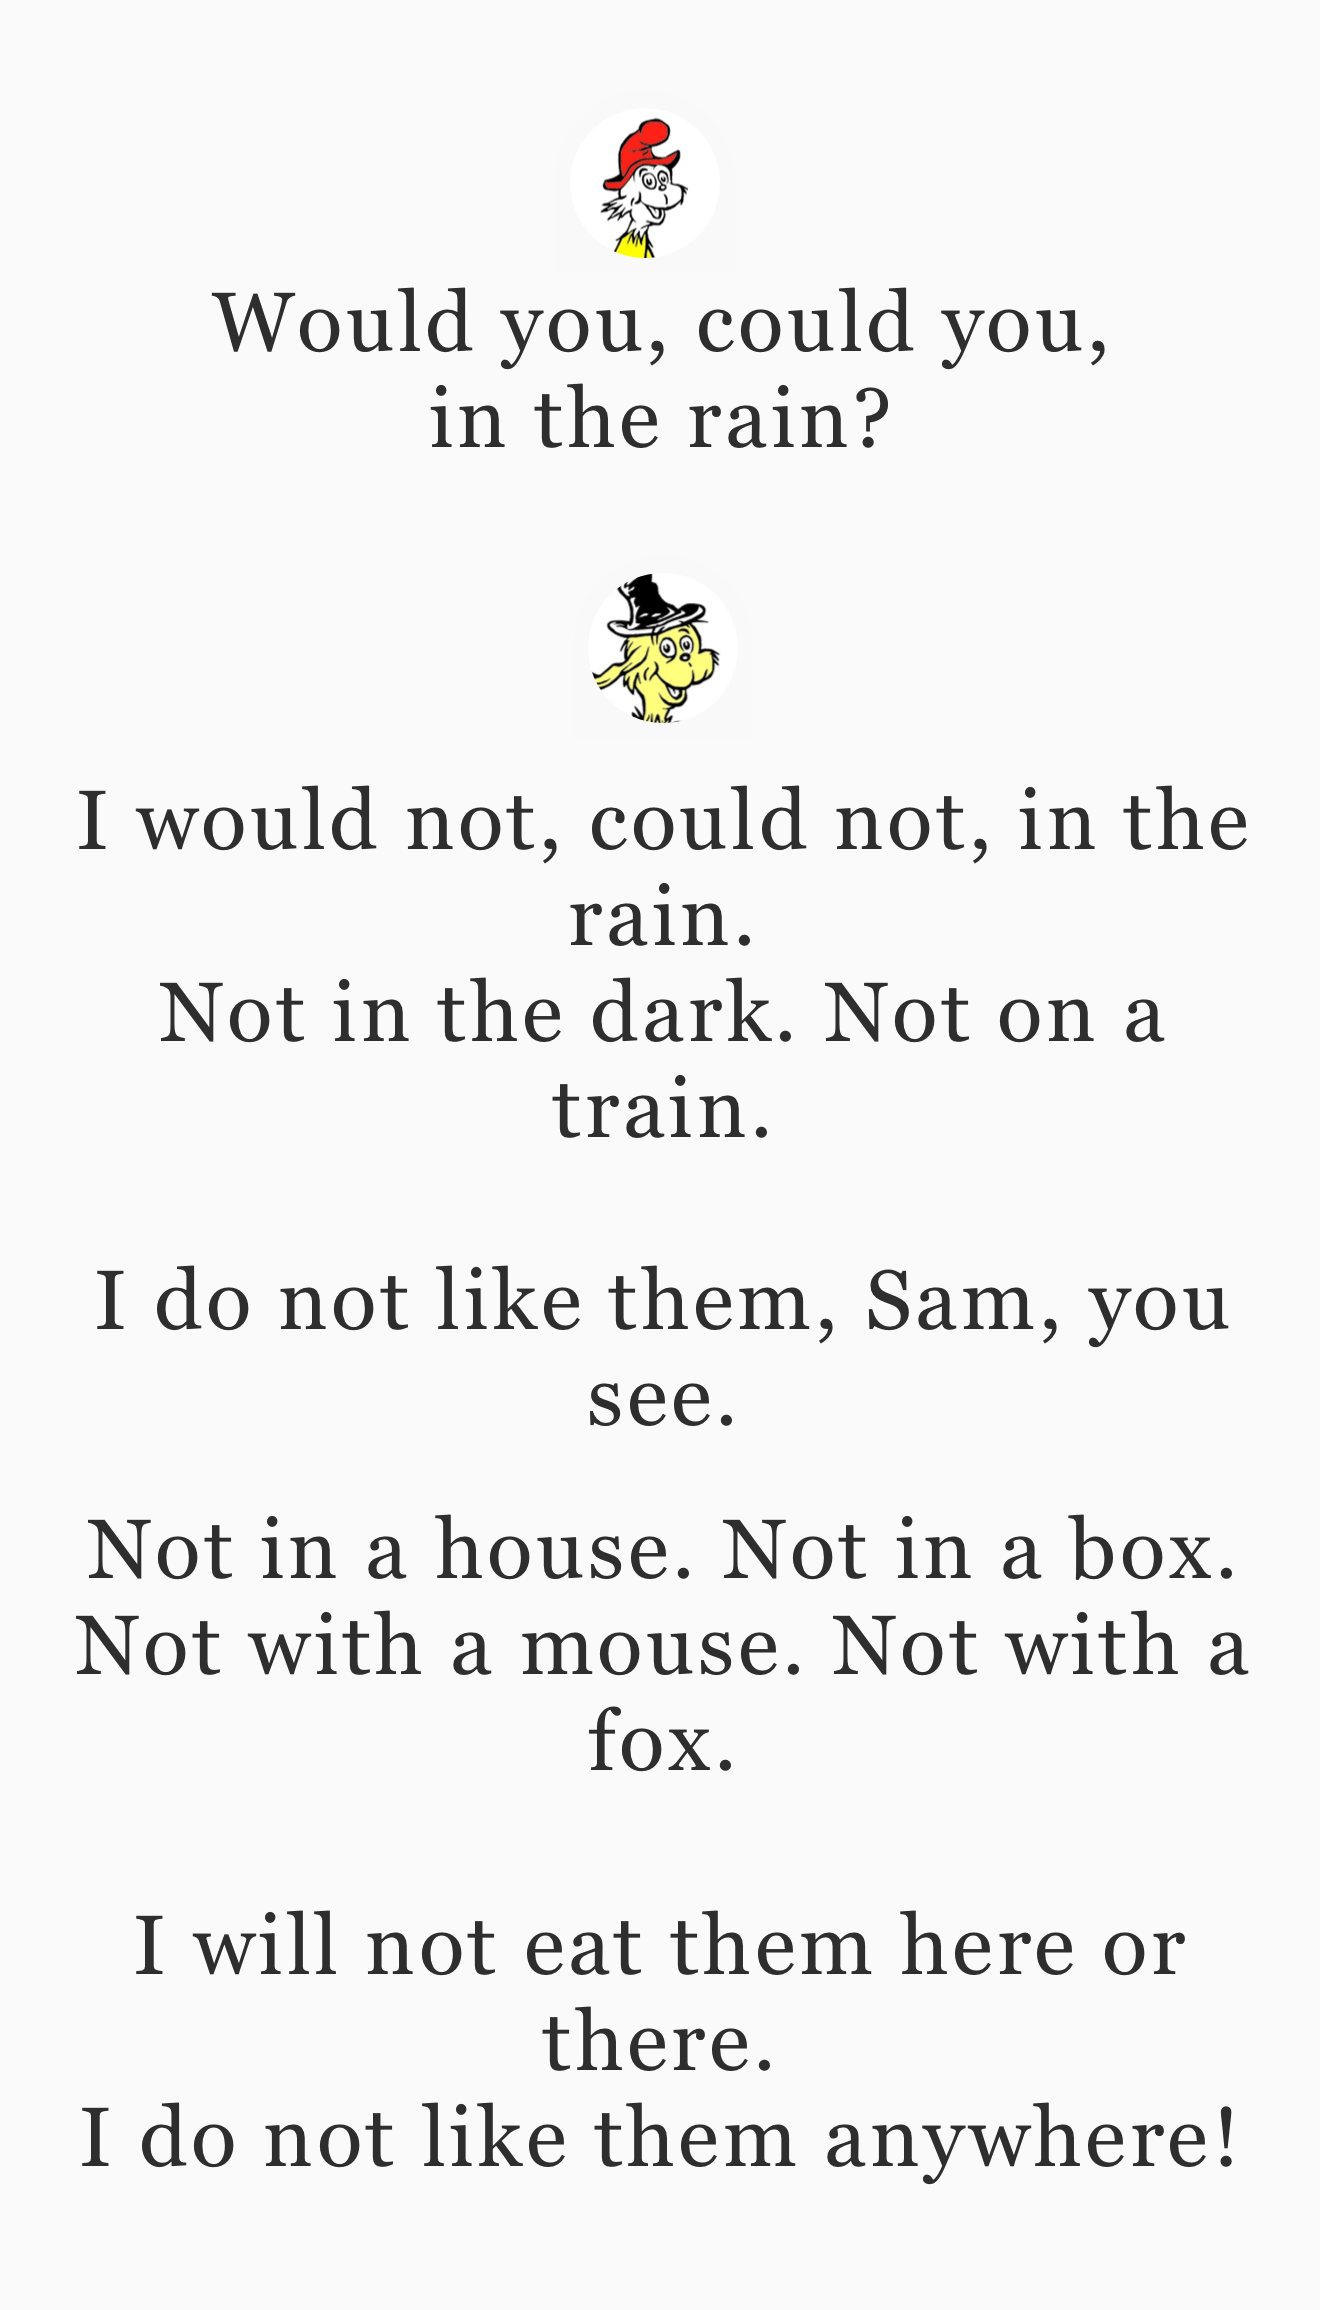 Would you, could you,
in the rain?
I would not, could not, in the
rain.
Not in the dark. Not on a
train.
I do not like them, Sam, you
see.
Not in a house. Not in a box.
Not with a mouse. Not with a
fox.
I will not eat them here or
there.
I do not like them anywhere!